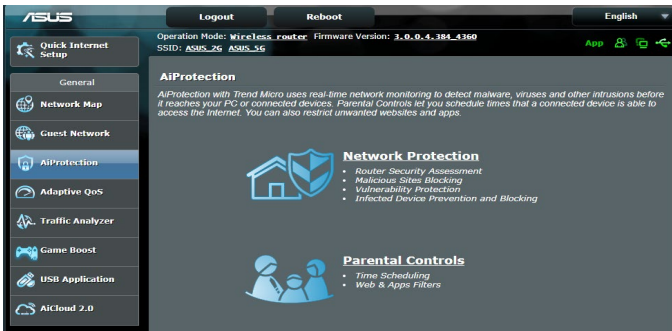 ASUS
Logout
Reboot
English
Quick Internet
Setup
Operation Mode: Wireless router Firmware Version: 3.0.0.4.384_4360
SSID: ASUS_2G ASUS_5G
App
General
Network Map
Guest Network
AiProtection
Adaptive QoS
Traffic Analyzer
Game Boost
USB Application
AiCloud 2.0
AiProtection
AiProtection with Trend Micro uses real-time network monitoring to detect malware, viruses and other intrusions before
it reaches your PC or connected devices. Parental Controls let you schedule times that a connected device is able to
access the Internet. You can also restrict unwanted websites and apps.
Network Protection
• Router Security Assessment
• Malicious Sites Blocking
• Vulnerability Protection
• Infected Device Prevention and Blocking
Parental Controls
• Time Scheduling
• Web & Apps Filters